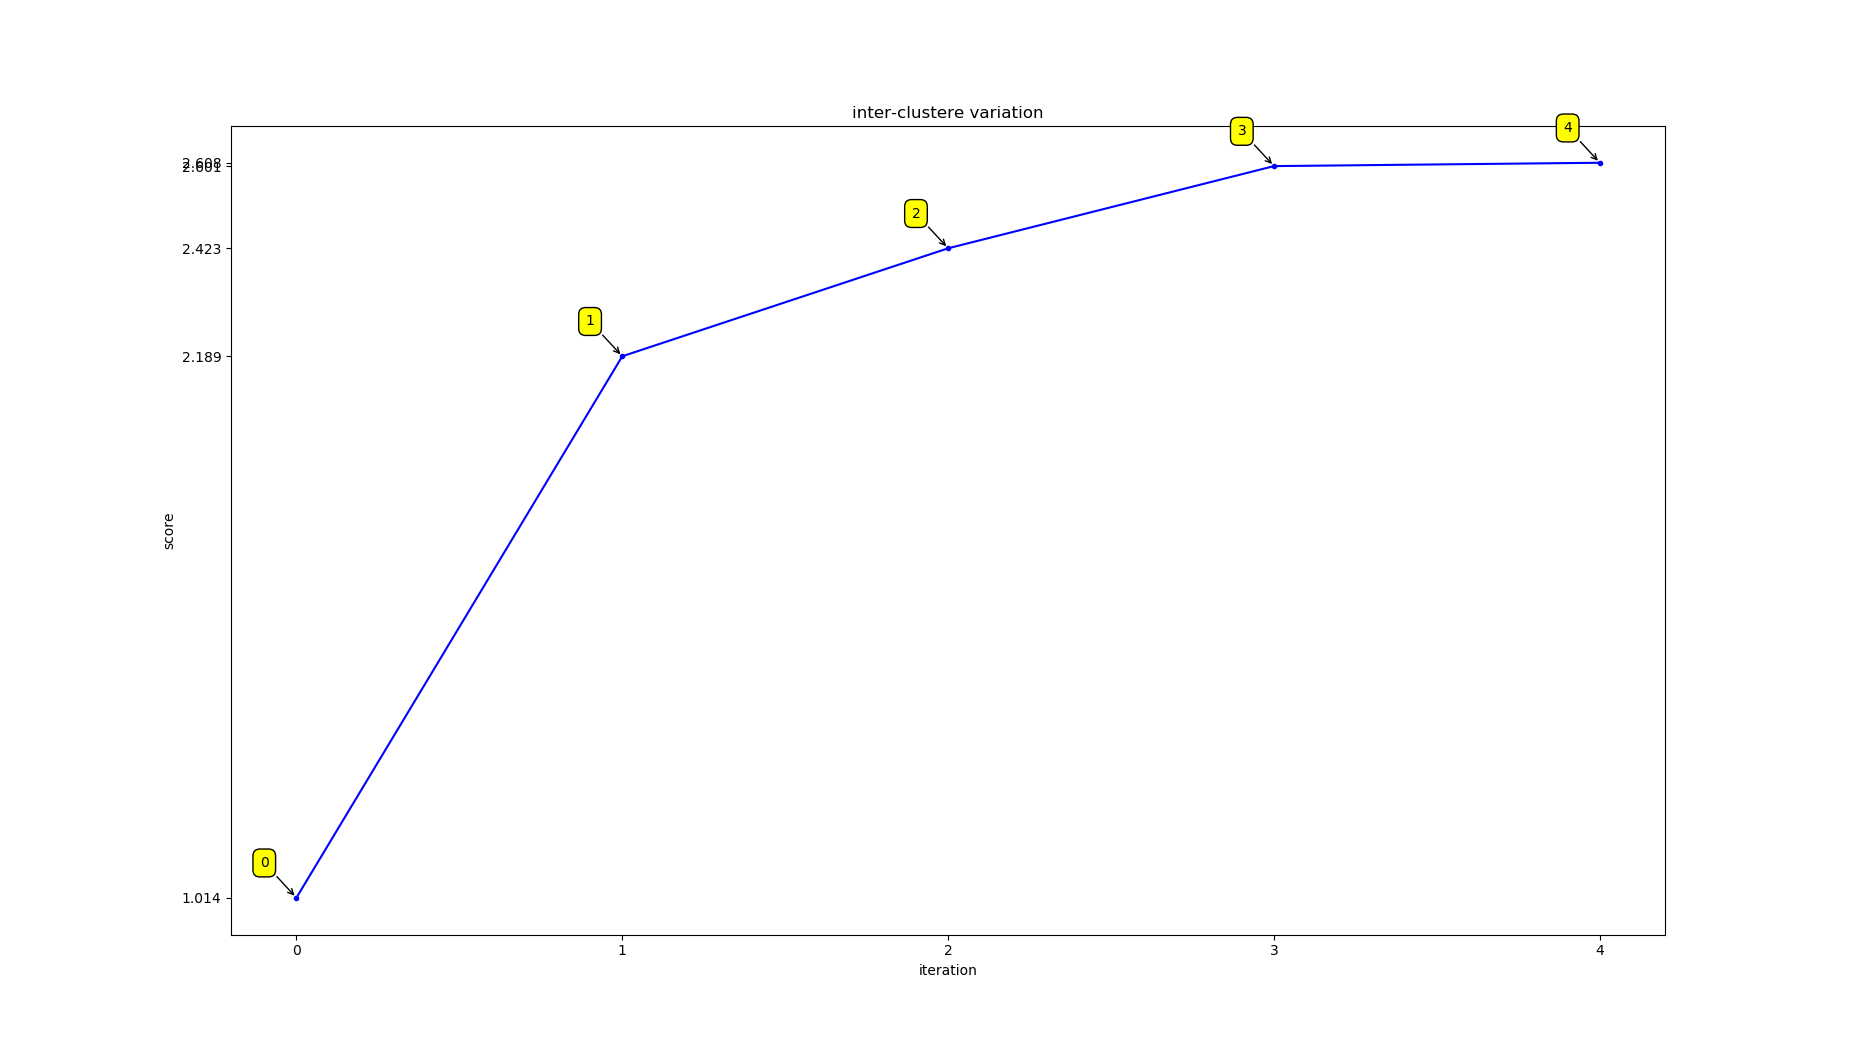 inter-clustere variation
3
4
2.608
2.601
2
2.423
1
2.189
score
0
1.014
0 1 2 3 4
iteration